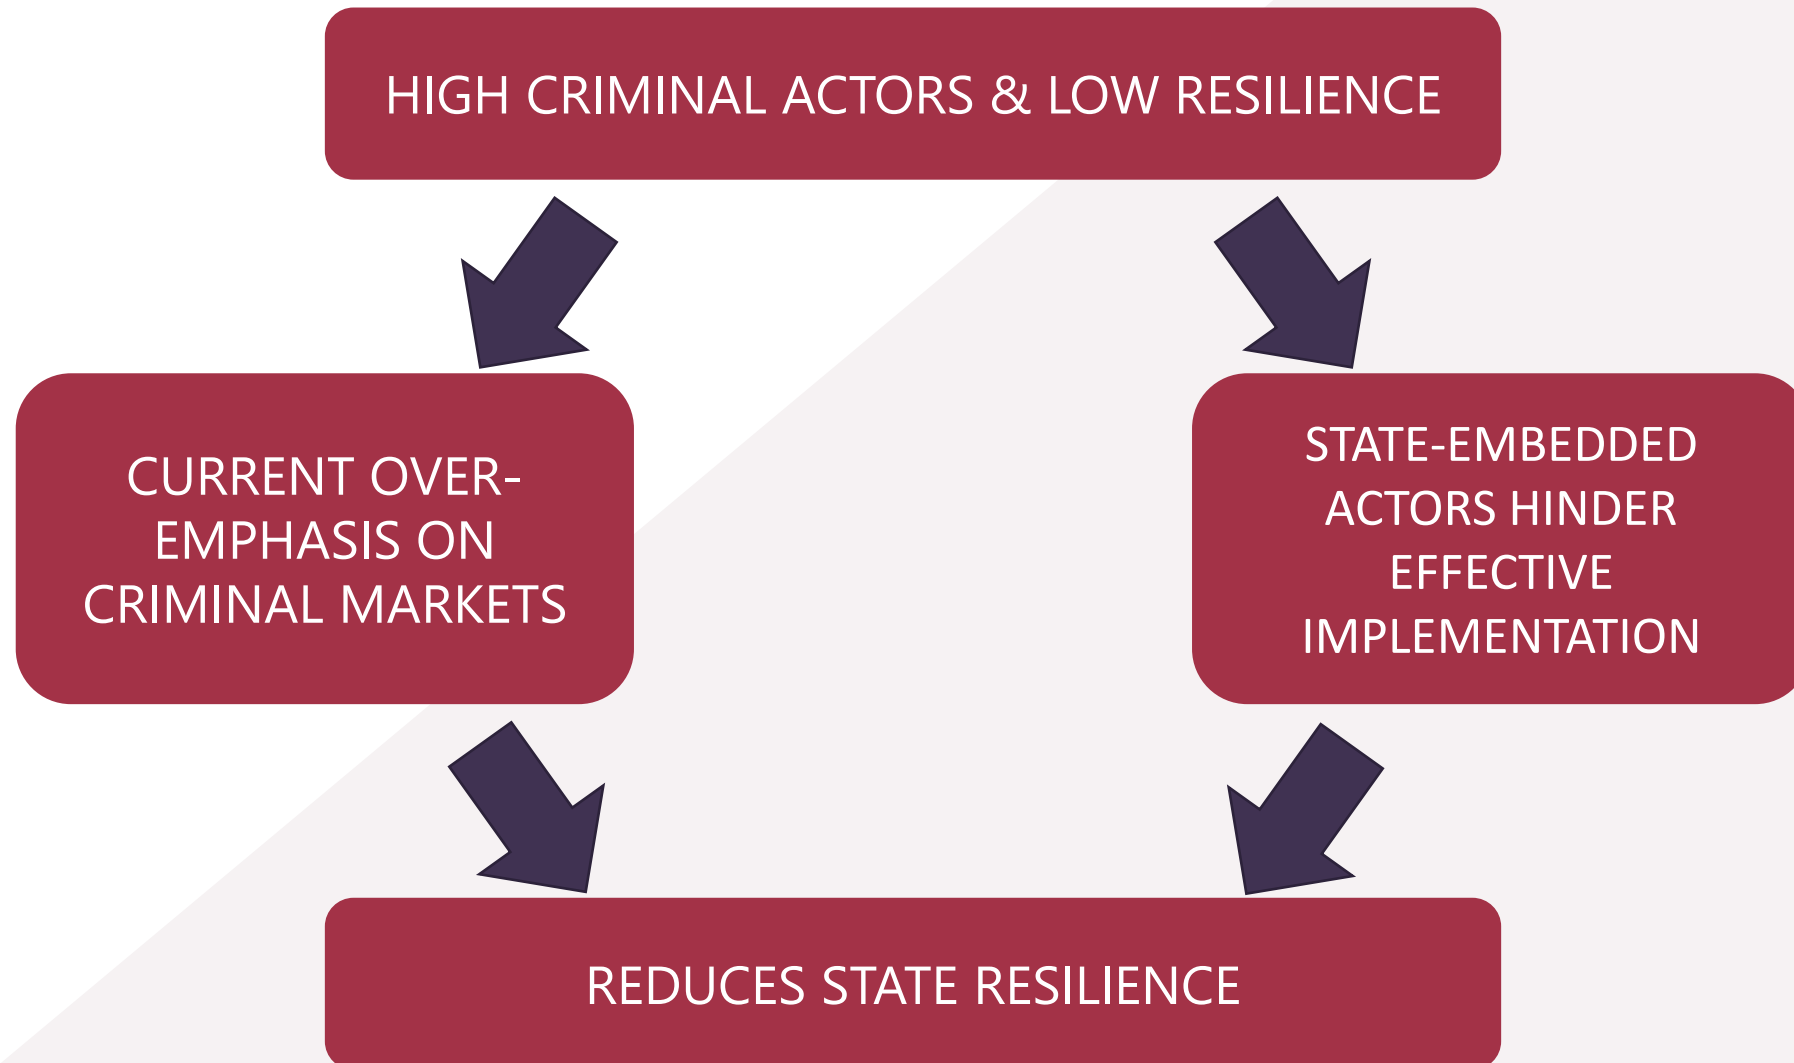 HIGH CRIMINAL ACTORS & LOW RESILIENCE
CURRENT OVER-
EMPHASIS ON
CRIMINAL MARKETS
STATE-EMBEDDED
ACTORS HINDER
EFFECTIVE
IMPLEMENTATION
REDUCES STATE RESILIENCE